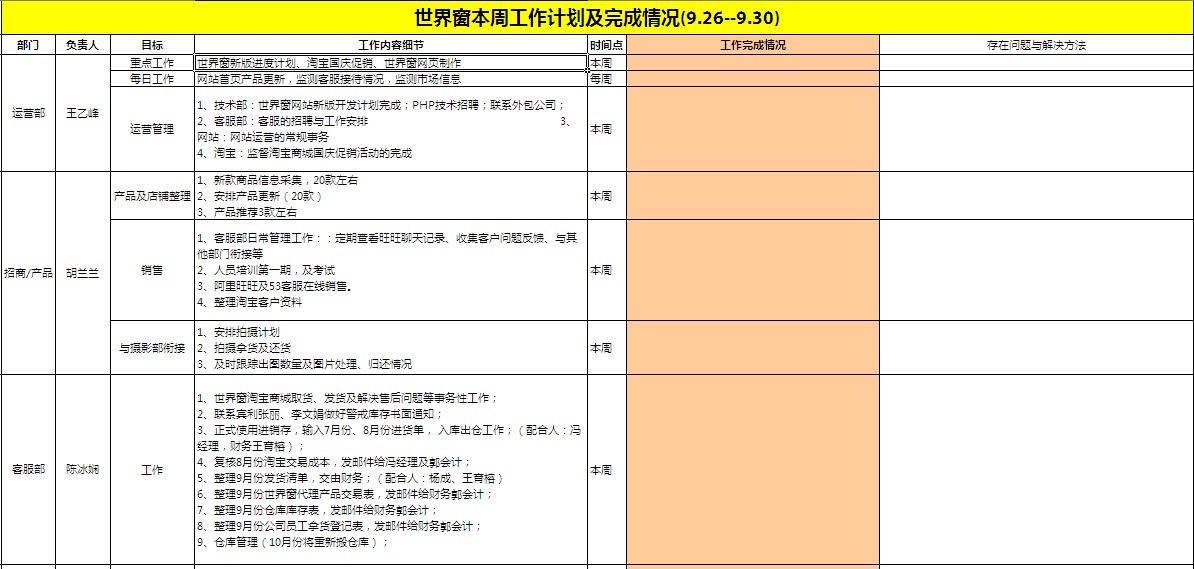 世界窗本周工作计划及完成情况(9.26--9.30)
部门 负责人 目标 工作内容细节 时间点 工作完成情况 存在问题与解决方法
运营部 王乙峰
重点工作 世界窗新版进度计划、淘宝国庆促销、世界窗网页制作 本周
每日工作 网站首页产品更新，监测客服接待情况，监测市场信息 每周
运营管理
1、技术部：世界窗网站新版开发计划完成；PHP技术招聘；联系外包公司；
2、客服部：客服的招聘与工作安排 3、
网站：网站运营的常规事务
4、淘宝：监督淘宝商城国庆促销活动的完成
本周
招商/产品 胡兰兰
产品及店铺整理
1、新款商品信息采集，20款左右
2、安排产品更新（20款）
3、产品推荐3款左右
本周
销售
1、客服部日常管理工作：：定期查看旺旺聊天记录、收集客户问题反馈、与其
他部门衔接等
2、人员培训第一期，及考试
3、阿里旺旺及53客服在线销售。
4、整理淘宝客户资料
本周
与摄影部衔接
1、安排拍摄计划
2、拍摄拿货及还货
3、及时跟踪出图数量及图片处理、归还情况
本周
客服部 陈冰娴
工作
1、世界窗淘宝商城取货、发货及解决售后问题等事务性工作；
2、联系宾利张丽、李文娟做好警戒库存书面通知；
3、正式使用进销存，输入7月份、8月份进货单， 入库出仓工作；（配合人：冯
经理，财务王育榕）；
4、复核8月份淘宝交易成本，发邮件给冯经理及郭会计；
5、整理9月份发货清单，交由财务；（配合人：杨成、王育榕）
6、整理9月份世界窗代理产品交易表，发邮件给财务郭会计；
7、整理9月份仓库库存表，发邮件给财务郭会计；
8、整理9月份公司员工拿货登记表，发邮件给财务郭会计；
9、仓库管理（10月份将重新搬仓库）；
本周